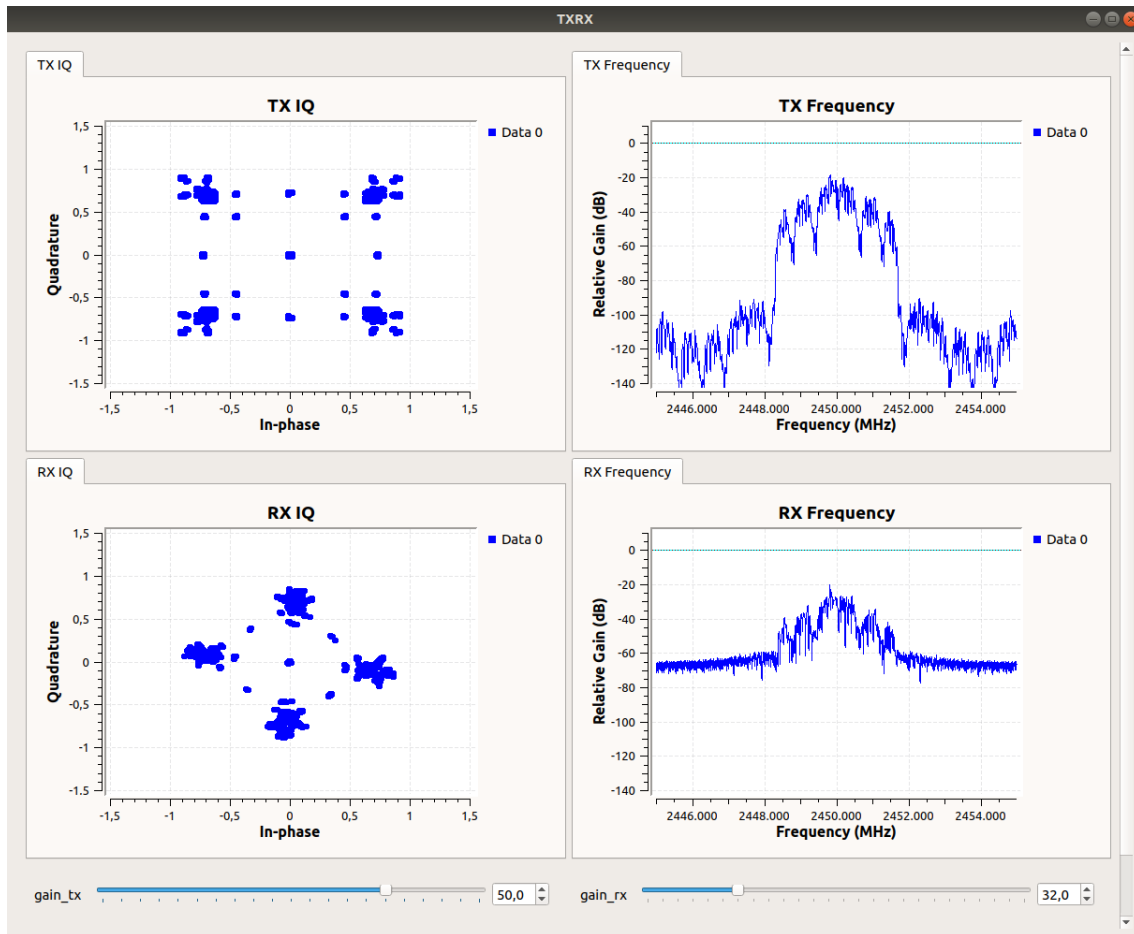 TXRX
TX IQ
TX IQ
Data 0
1,5
1
0,5
0
-0,5
-1
-1.5
Quadrature
-1,5 -1 -0,5 0 0,5 1 1,5
In-phase
TX Frequency
TX Frequency
Data 0
0
-20
-40
-60
-80
-100
-120
-140
Relative Gain (dB)
2446.000 2448.000 2450.000 2452.000 2454.000
Frequency (MHz)
RX IQ
RX IQ
Data 0
1,5
1
0,5
0
-0,5
-1
-1.5
Quadrature
-1,5 -1 -0,5 0 0,5 1 1,5
In-phase
RX Frequency
RX Frequency
Data 0
0
-20
-40
-60
-80
-100
-120
-140
Relative Gain (dB)
2446.000 2448.000 2450.000 2452.000 2454.000
Frequency (MHz)
gain_tx 50,0
gain_rx 32,0